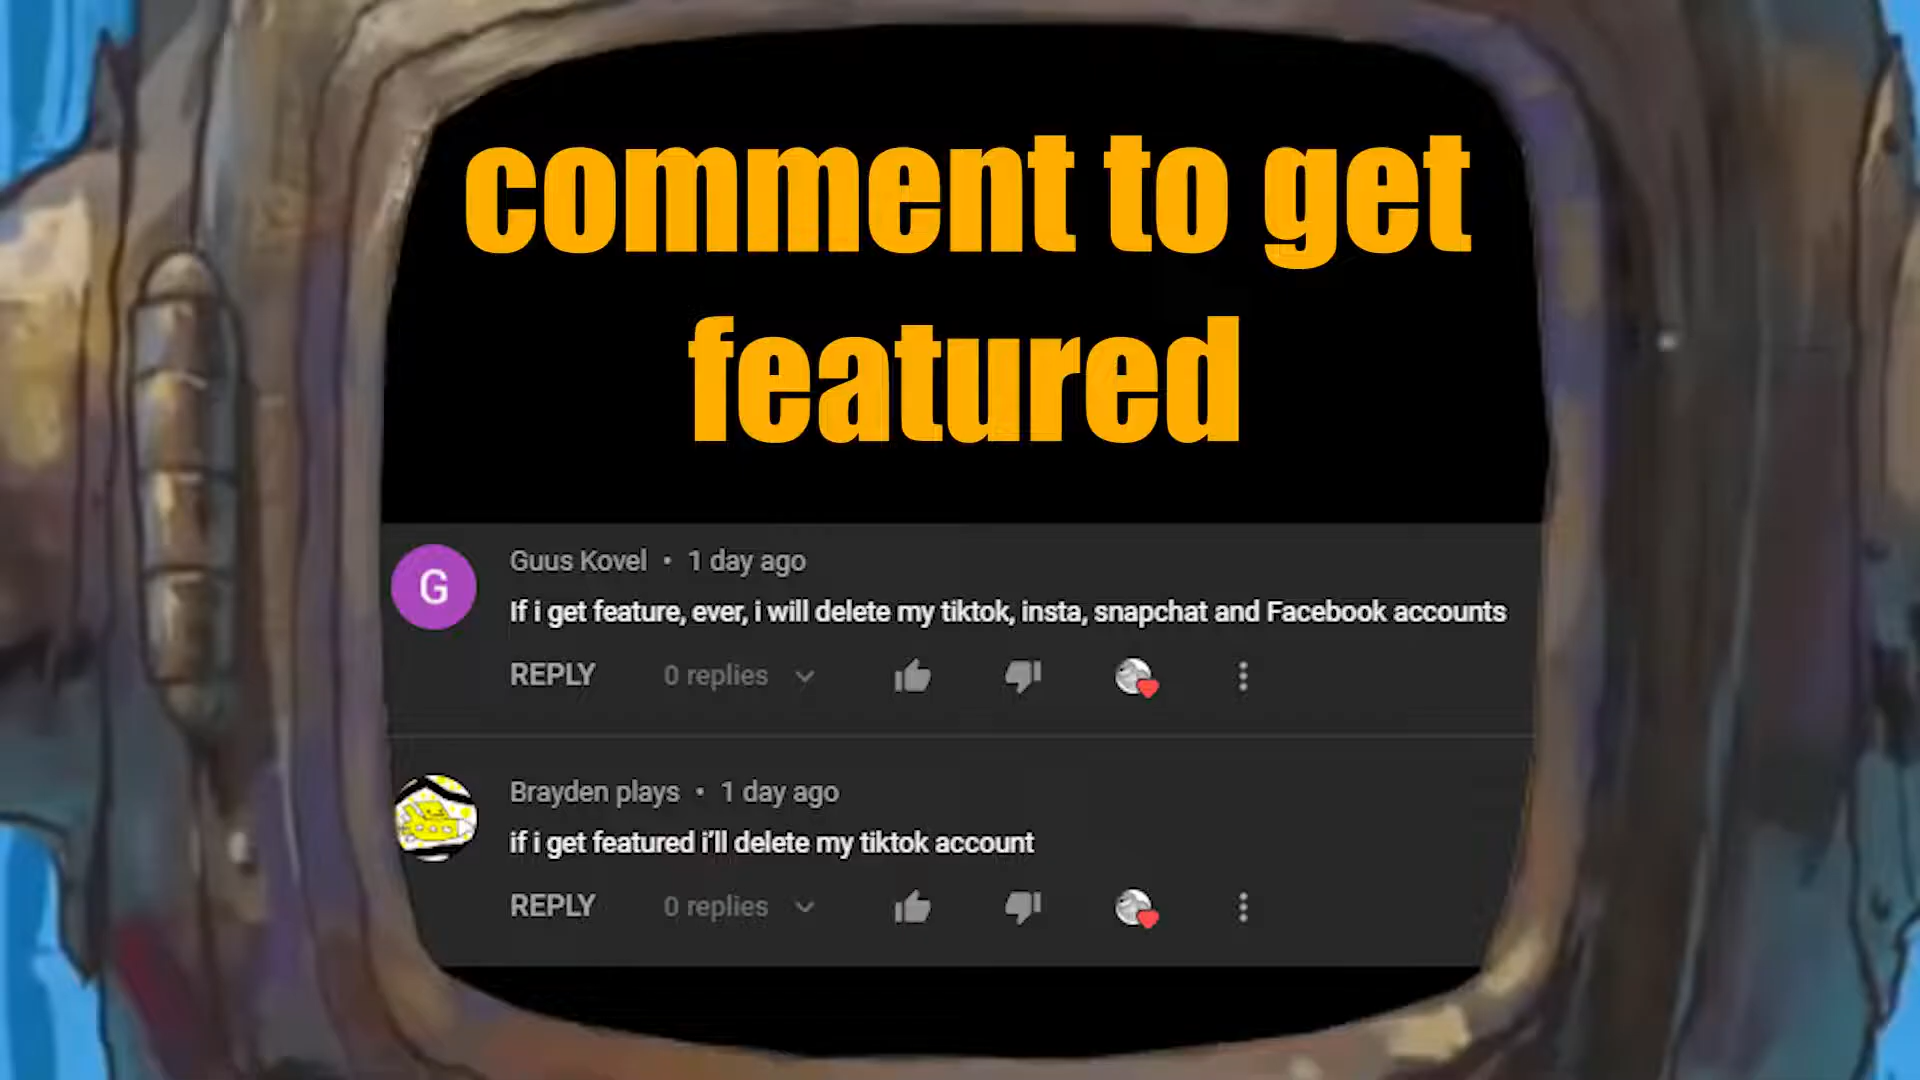 comment to get
featured
G
Guus Kovel • 1 day ago
If i get feature, ever, i will delete my tiktok, insta, snapchat and Facebook accounts
REPLY 0 replies
Brayden plays • 1 day ago
if i get featured i'll delete my tiktok account
REPLY 0 replies